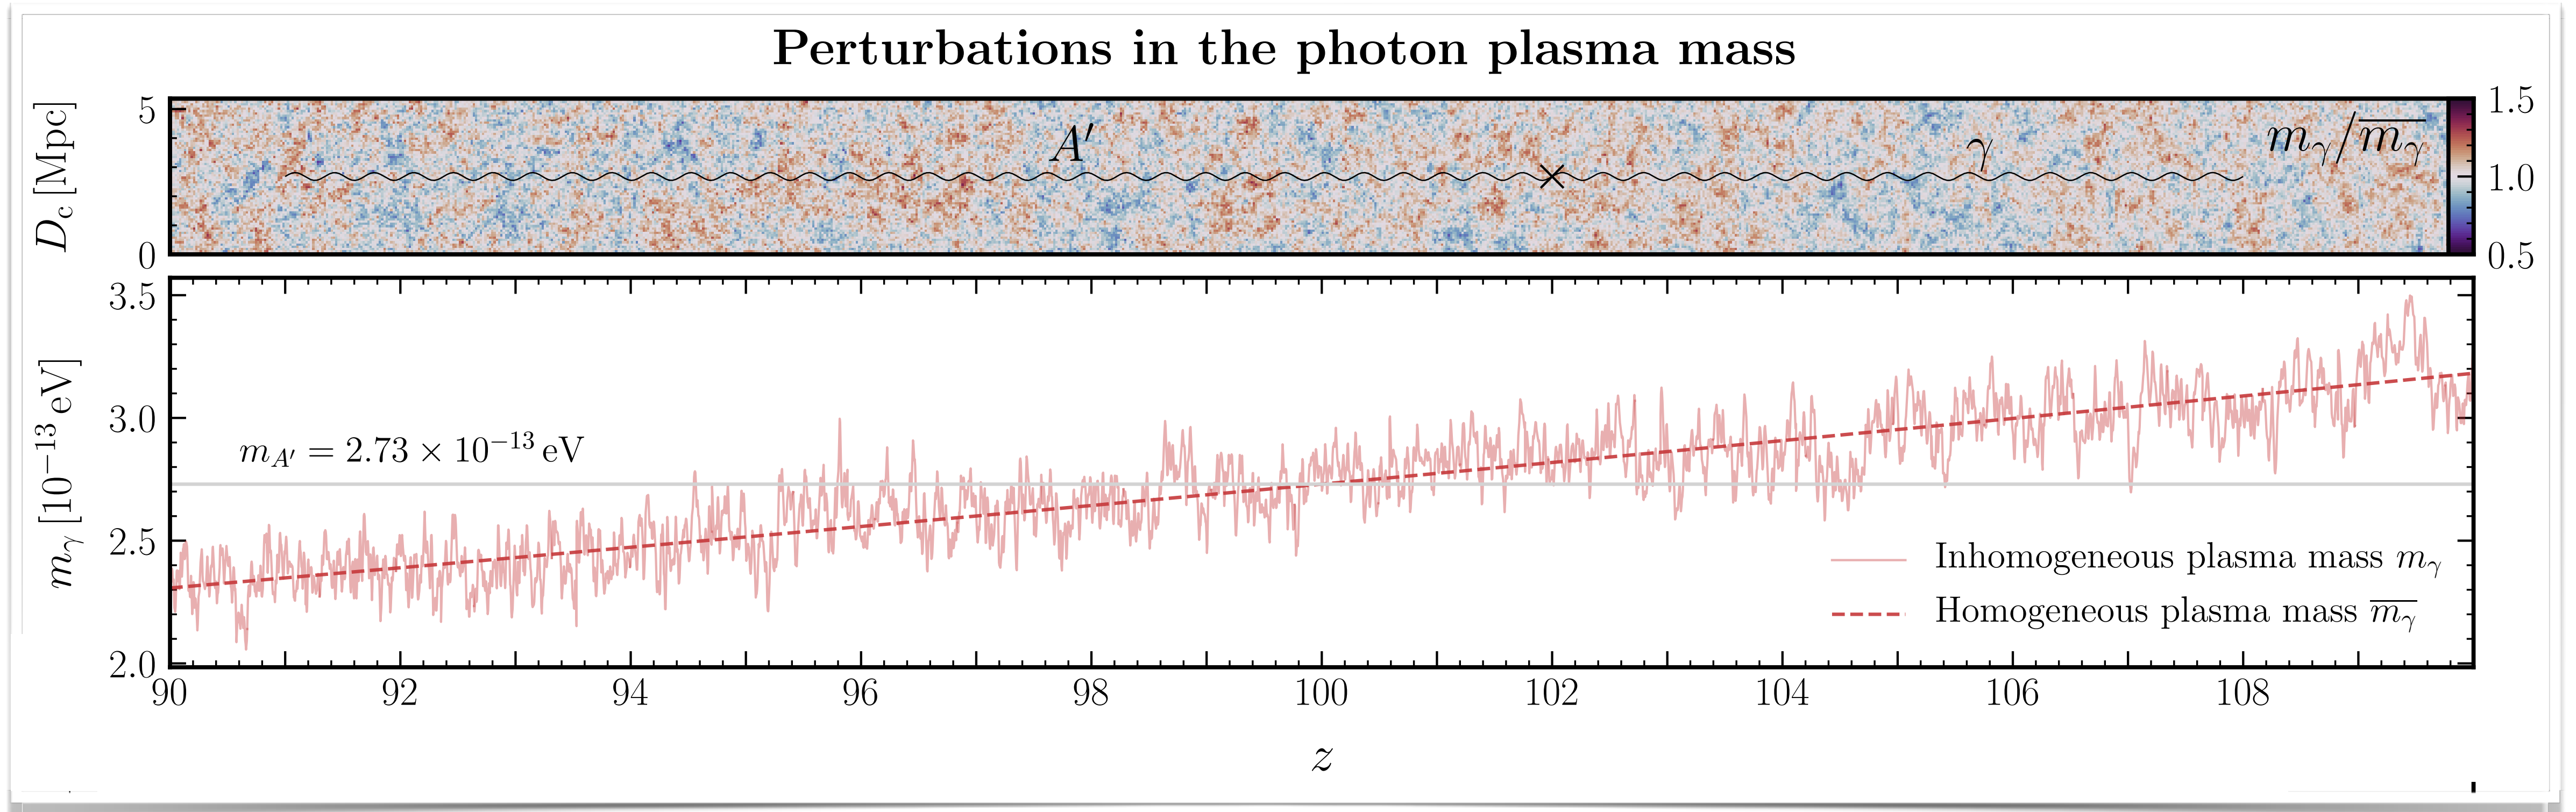 Perturbations in the photon plasma mass
D_c [Mpc]
5
0
A′
γ
m_γ/\overline{m_γ}
1.5
1.0
0.5
m_γ [10^{−13} eV]
3.5
3.0
2.5
2.0
m_{A′} = 2.73 × 10^{−13} eV
Inhomogeneous plasma mass m_γ
Homogeneous plasma mass \overline{m_γ}
90 92 94 96 98 100 102 104 106 108
z